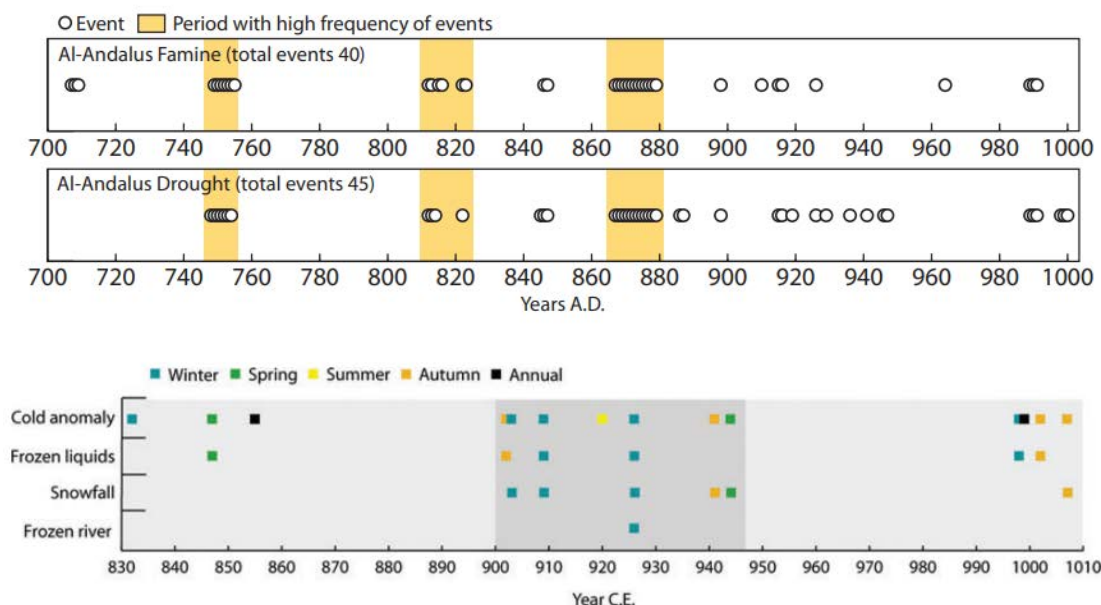 Event Period with high frequency of events
Al-Andalus Famine (total events 40)
700 720 740 760 780 800 820 840 860 880 900 920 940 960 980 1000
Al-Andalus Drought (total events 45)
700 720 740 760 780 800 820 840 860 880 900 920 940 960 980 1000
Years A.D.
Winter Spring Summer Autumn Annual
Cold anomaly
Frozen liquids
Snowfall
Frozen river
830 840 850 860 870 880 890 900 910 920 930 940 950 960 970 980 990 1000 1010
Year C.E.